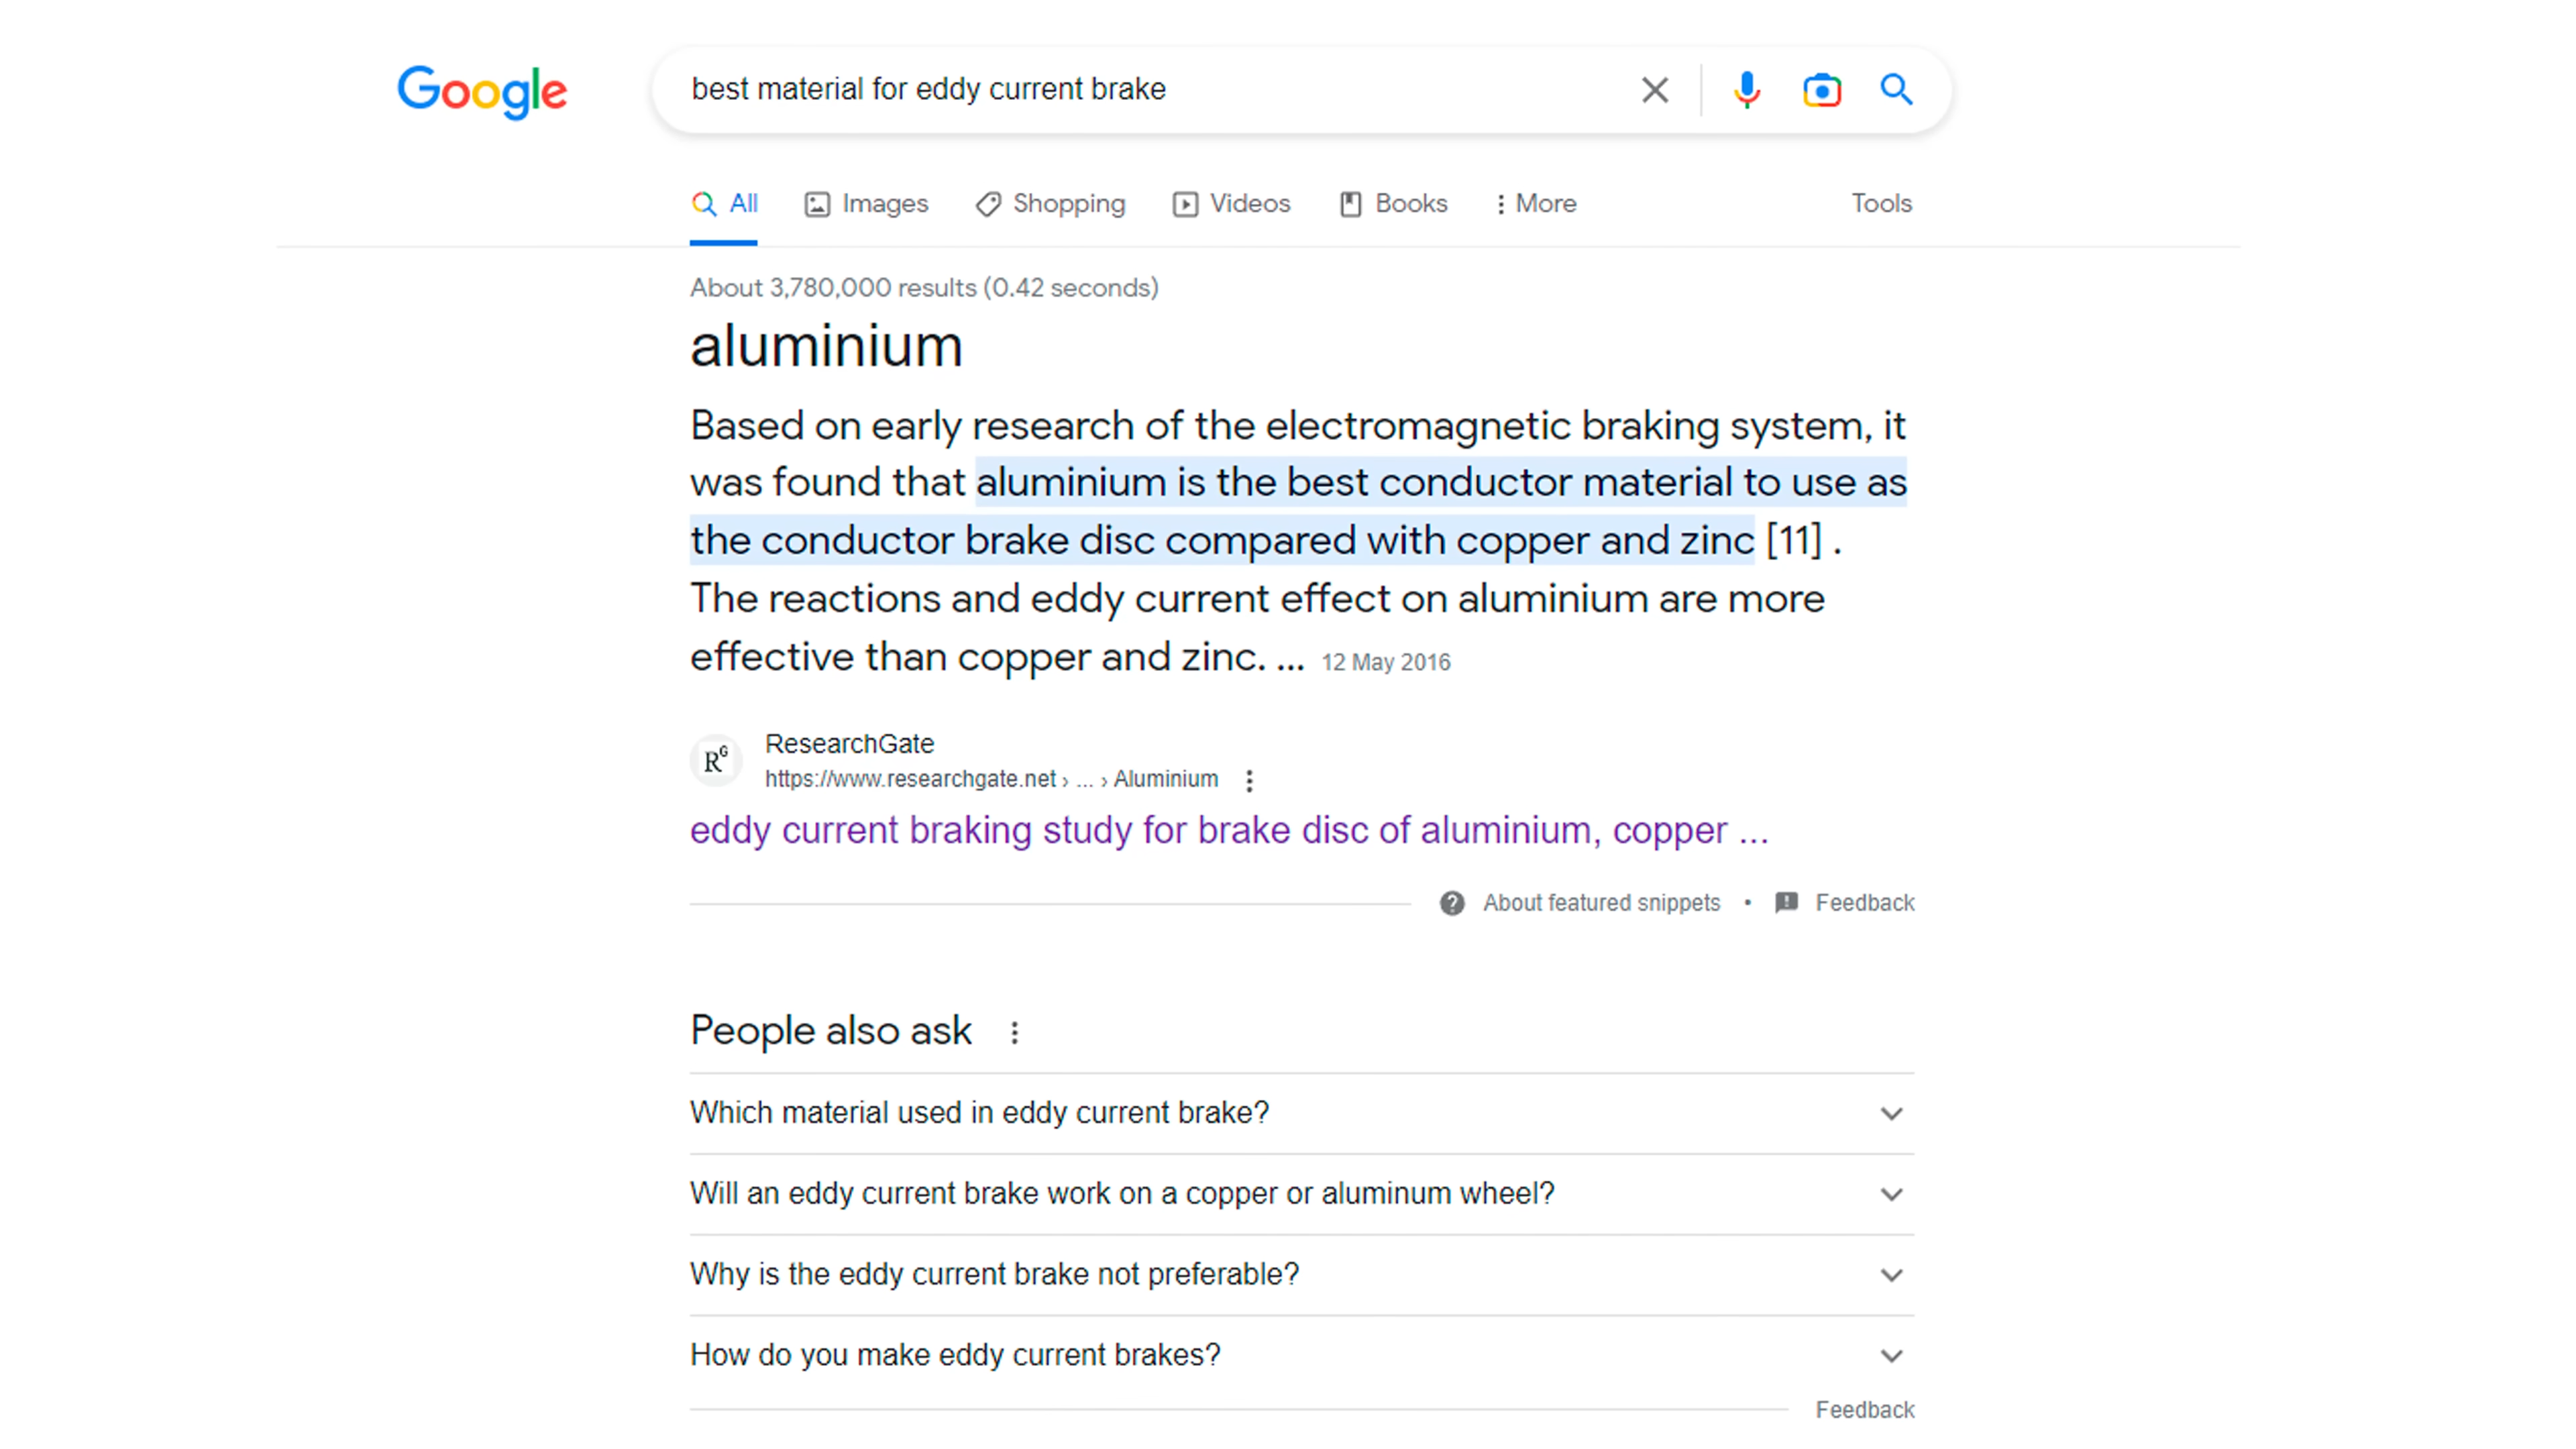 Google
best material for eddy current brake
All Images Shopping Videos Books More Tools
About 3,780,000 results (0.42 seconds)
aluminium
Based on early research of the electromagnetic braking system, it
was found that aluminium is the best conductor material to use as
the conductor brake disc compared with copper and zinc [11] .
The reactions and eddy current effect on aluminium are more
effective than copper and zinc. ... 12 May 2016
RG
ResearchGate
https://www.researchgate.net › ... › Aluminium
eddy current braking study for brake disc of aluminium, copper ...
About featured snippets • Feedback
People also ask
Which material used in eddy current brake?
Will an eddy current brake work on a copper or aluminum wheel?
Why is the eddy current brake not preferable?
How do you make eddy current brakes?
Feedback